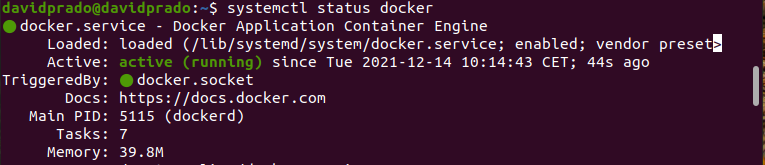 davidprado@davidprado:~$ systemctl status docker
● docker.service - Docker Application Container Engine
Loaded: loaded (/lib/systemd/system/docker.service; enabled; vendor preset>
Active: active (running) since Tue 2021-12-14 10:14:43 CET; 44s ago
TriggeredBy: ● docker.socket
Docs: https://docs.docker.com
Main PID: 5115 (dockerd)
Tasks: 7
Memory: 39.8M